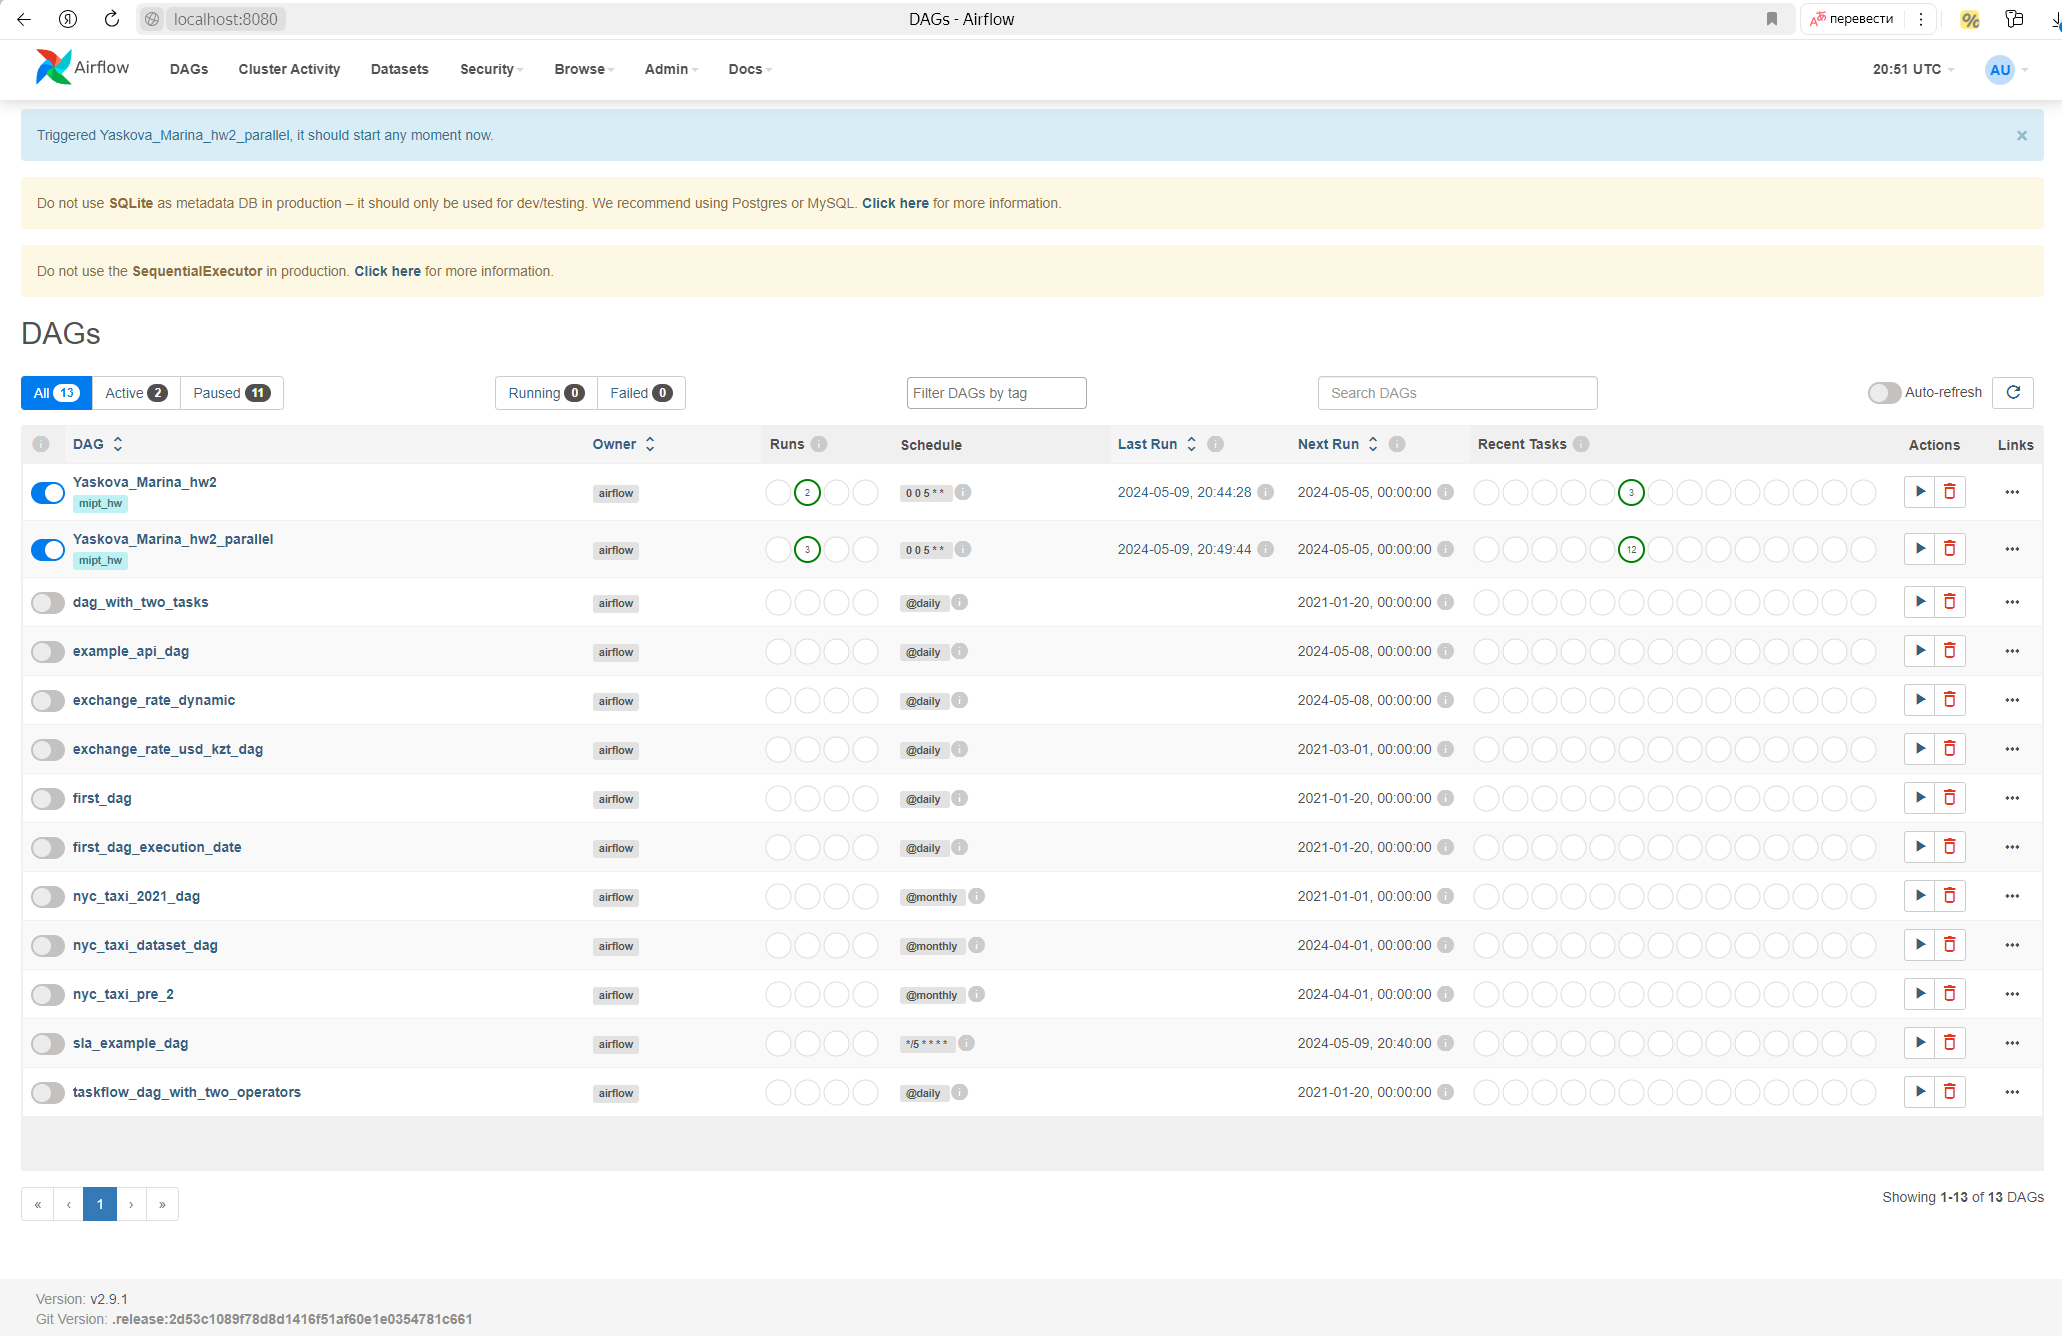 localhost:8080 DAGs - Airflow перевести
Airflow DAGs Cluster Activity Datasets Security Browse Admin Docs 20:51 UTC AU
Triggered Yaskova_Marina_hw2_parallel, it should start any moment now. ×
Do not use SQLite as metadata DB in production – it should only be used for dev/testing. We recommend using Postgres or MySQL. Click here for more information.
Do not use the SequentialExecutor in production. Click here for more information.
DAGs
All 13 Active 2 Paused 11 Running 0 Failed 0 Filter DAGs by tag Search DAGs Auto-refresh
DAG Owner Runs Schedule Last Run Next Run Recent Tasks Actions Links
Yaskova_Marina_hw2 airflow 2 0 0 5 * * 2024-05-09, 20:44:28 2024-05-05, 00:00:00 3
mipt_hw
Yaskova_Marina_hw2_parallel airflow 3 0 0 5 * * 2024-05-09, 20:49:44 2024-05-05, 00:00:00 12
mipt_hw
dag_with_two_tasks airflow @daily 2021-01-20, 00:00:00
example_api_dag airflow @daily 2024-05-08, 00:00:00
exchange_rate_dynamic airflow @daily 2024-05-08, 00:00:00
exchange_rate_usd_kzt_dag airflow @daily 2021-03-01, 00:00:00
first_dag airflow @daily 2021-01-20, 00:00:00
first_dag_execution_date airflow @daily 2021-01-20, 00:00:00
nyc_taxi_2021_dag airflow @monthly 2021-01-01, 00:00:00
nyc_taxi_dataset_dag airflow @monthly 2024-04-01, 00:00:00
nyc_taxi_pre_2 airflow @monthly 2024-04-01, 00:00:00
sla_example_dag airflow */5 * * * * 2024-05-09, 20:40:00
taskflow_dag_with_two_operators airflow @daily 2021-01-20, 00:00:00
« ‹ 1 › » Showing 1-13 of 13 DAGs
Version: v2.9.1
Git Version: .release:2d53c1089f78d8d1416f51af60e1e0354781c661